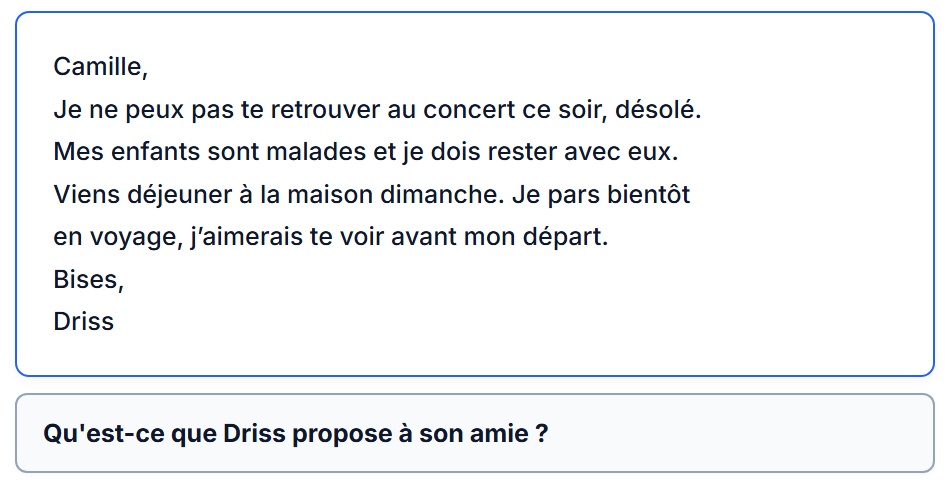 Camille,
Je ne peux pas te retrouver au concert ce soir, désolé.
Mes enfants sont malades et je dois rester avec eux.
Viens déjeuner à la maison dimanche. Je pars bientôt
en voyage, j’aimerais te voir avant mon départ.
Bises,
Driss
Qu'est-ce que Driss propose à son amie ?